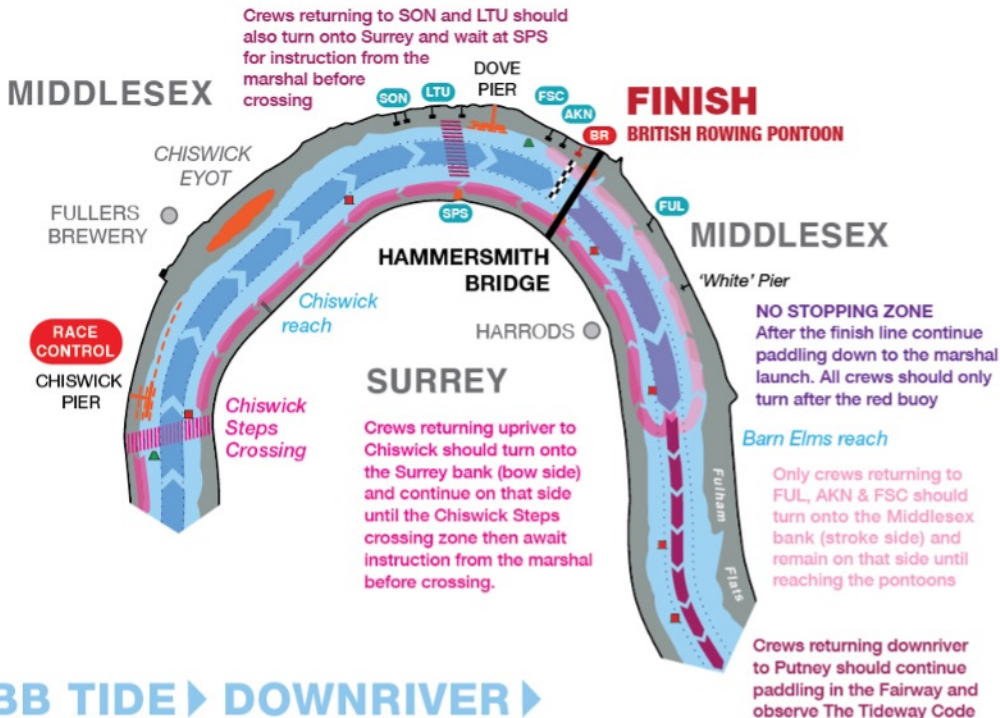 Crews returning to SON and LTU should
also turn onto Surrey and wait at SPS
for instruction from the
marshal before
crossing
MIDDLESEX
DOVE
PIER
SON
LTU
FSC
AKN
BR
FINISH
BRITISH ROWING PONTOON
CHISWICK
EYOT
FULLERS
BREWERY
SPS
FUL
MIDDLESEX
HAMMERSMITH
BRIDGE
'White' Pier
Chiswick
reach
HARRODS
RACE
CONTROL
CHISWICK
PIER
NO STOPPING ZONE
After the finish line continue
paddling down to the marshal
launch. All crews should only
turn after the red buoy
SURREY
Chiswick
Steps
Crossing
Crews returning upriver to
Chiswick should turn onto
the Surrey bank (bow side)
and continue on that side
until the Chiswick Steps
crossing zone then await
instruction from the marshal
before crossing.
Barn Elms reach
Fulham
Flats
Only crews returning to
FUL, AKN & FSC should
turn onto the Middlesex
bank (stroke side) and
remain on that side until
reaching the pontoons
Crews returning downriver
to Putney should continue
paddling in the Fairway and
observe The Tideway Code
BB TIDE DOWNRIVER